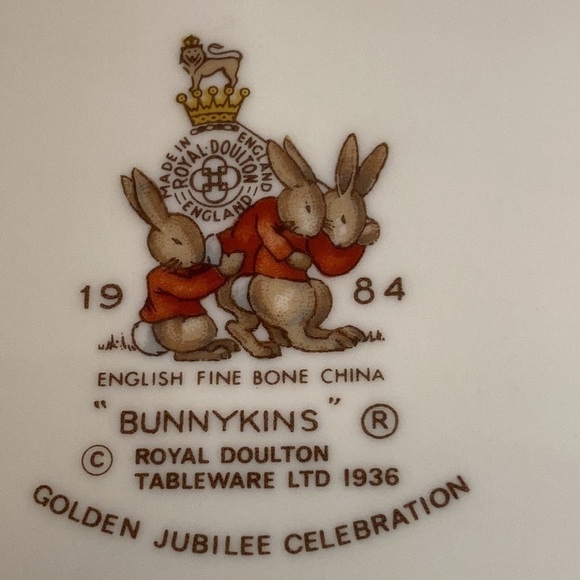 MADE IN ENGLAND
ROYAL·DOULTON
ENGLAND
19 84
ENGLISH FINE BONE CHINA
"BUNNYKINS" ®
© ROYAL DOULTON
TABLEWARE LTD 1936
GOLDEN JUBILEE CELEBRATION